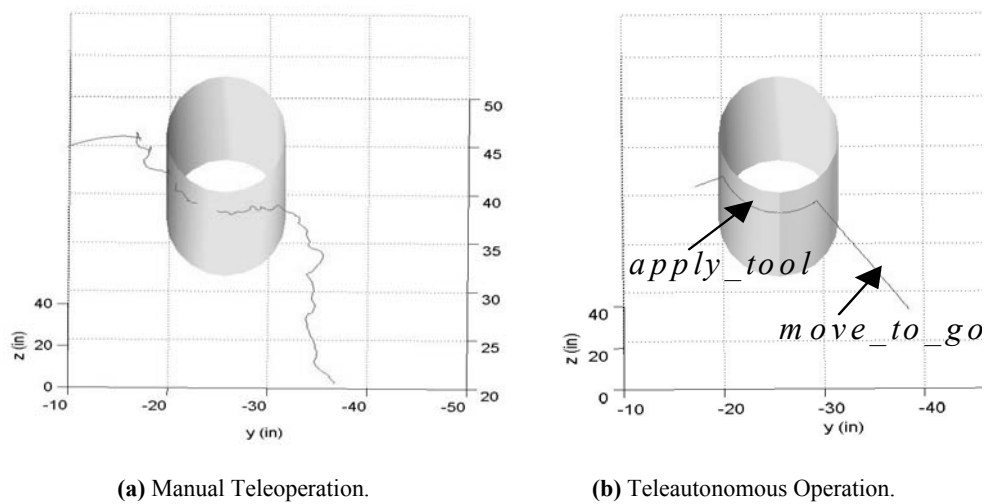 50
45
40
35
30
25
20
40
20
0
z (in)
-10 -20 -30 -40 -50
y (in)
apply_tool
move_to_go
40
20
0
z (in)
-10 -20 -30 -40
y (in)
(a) Manual Teleoperation.
(b) Teleautonomous Operation.